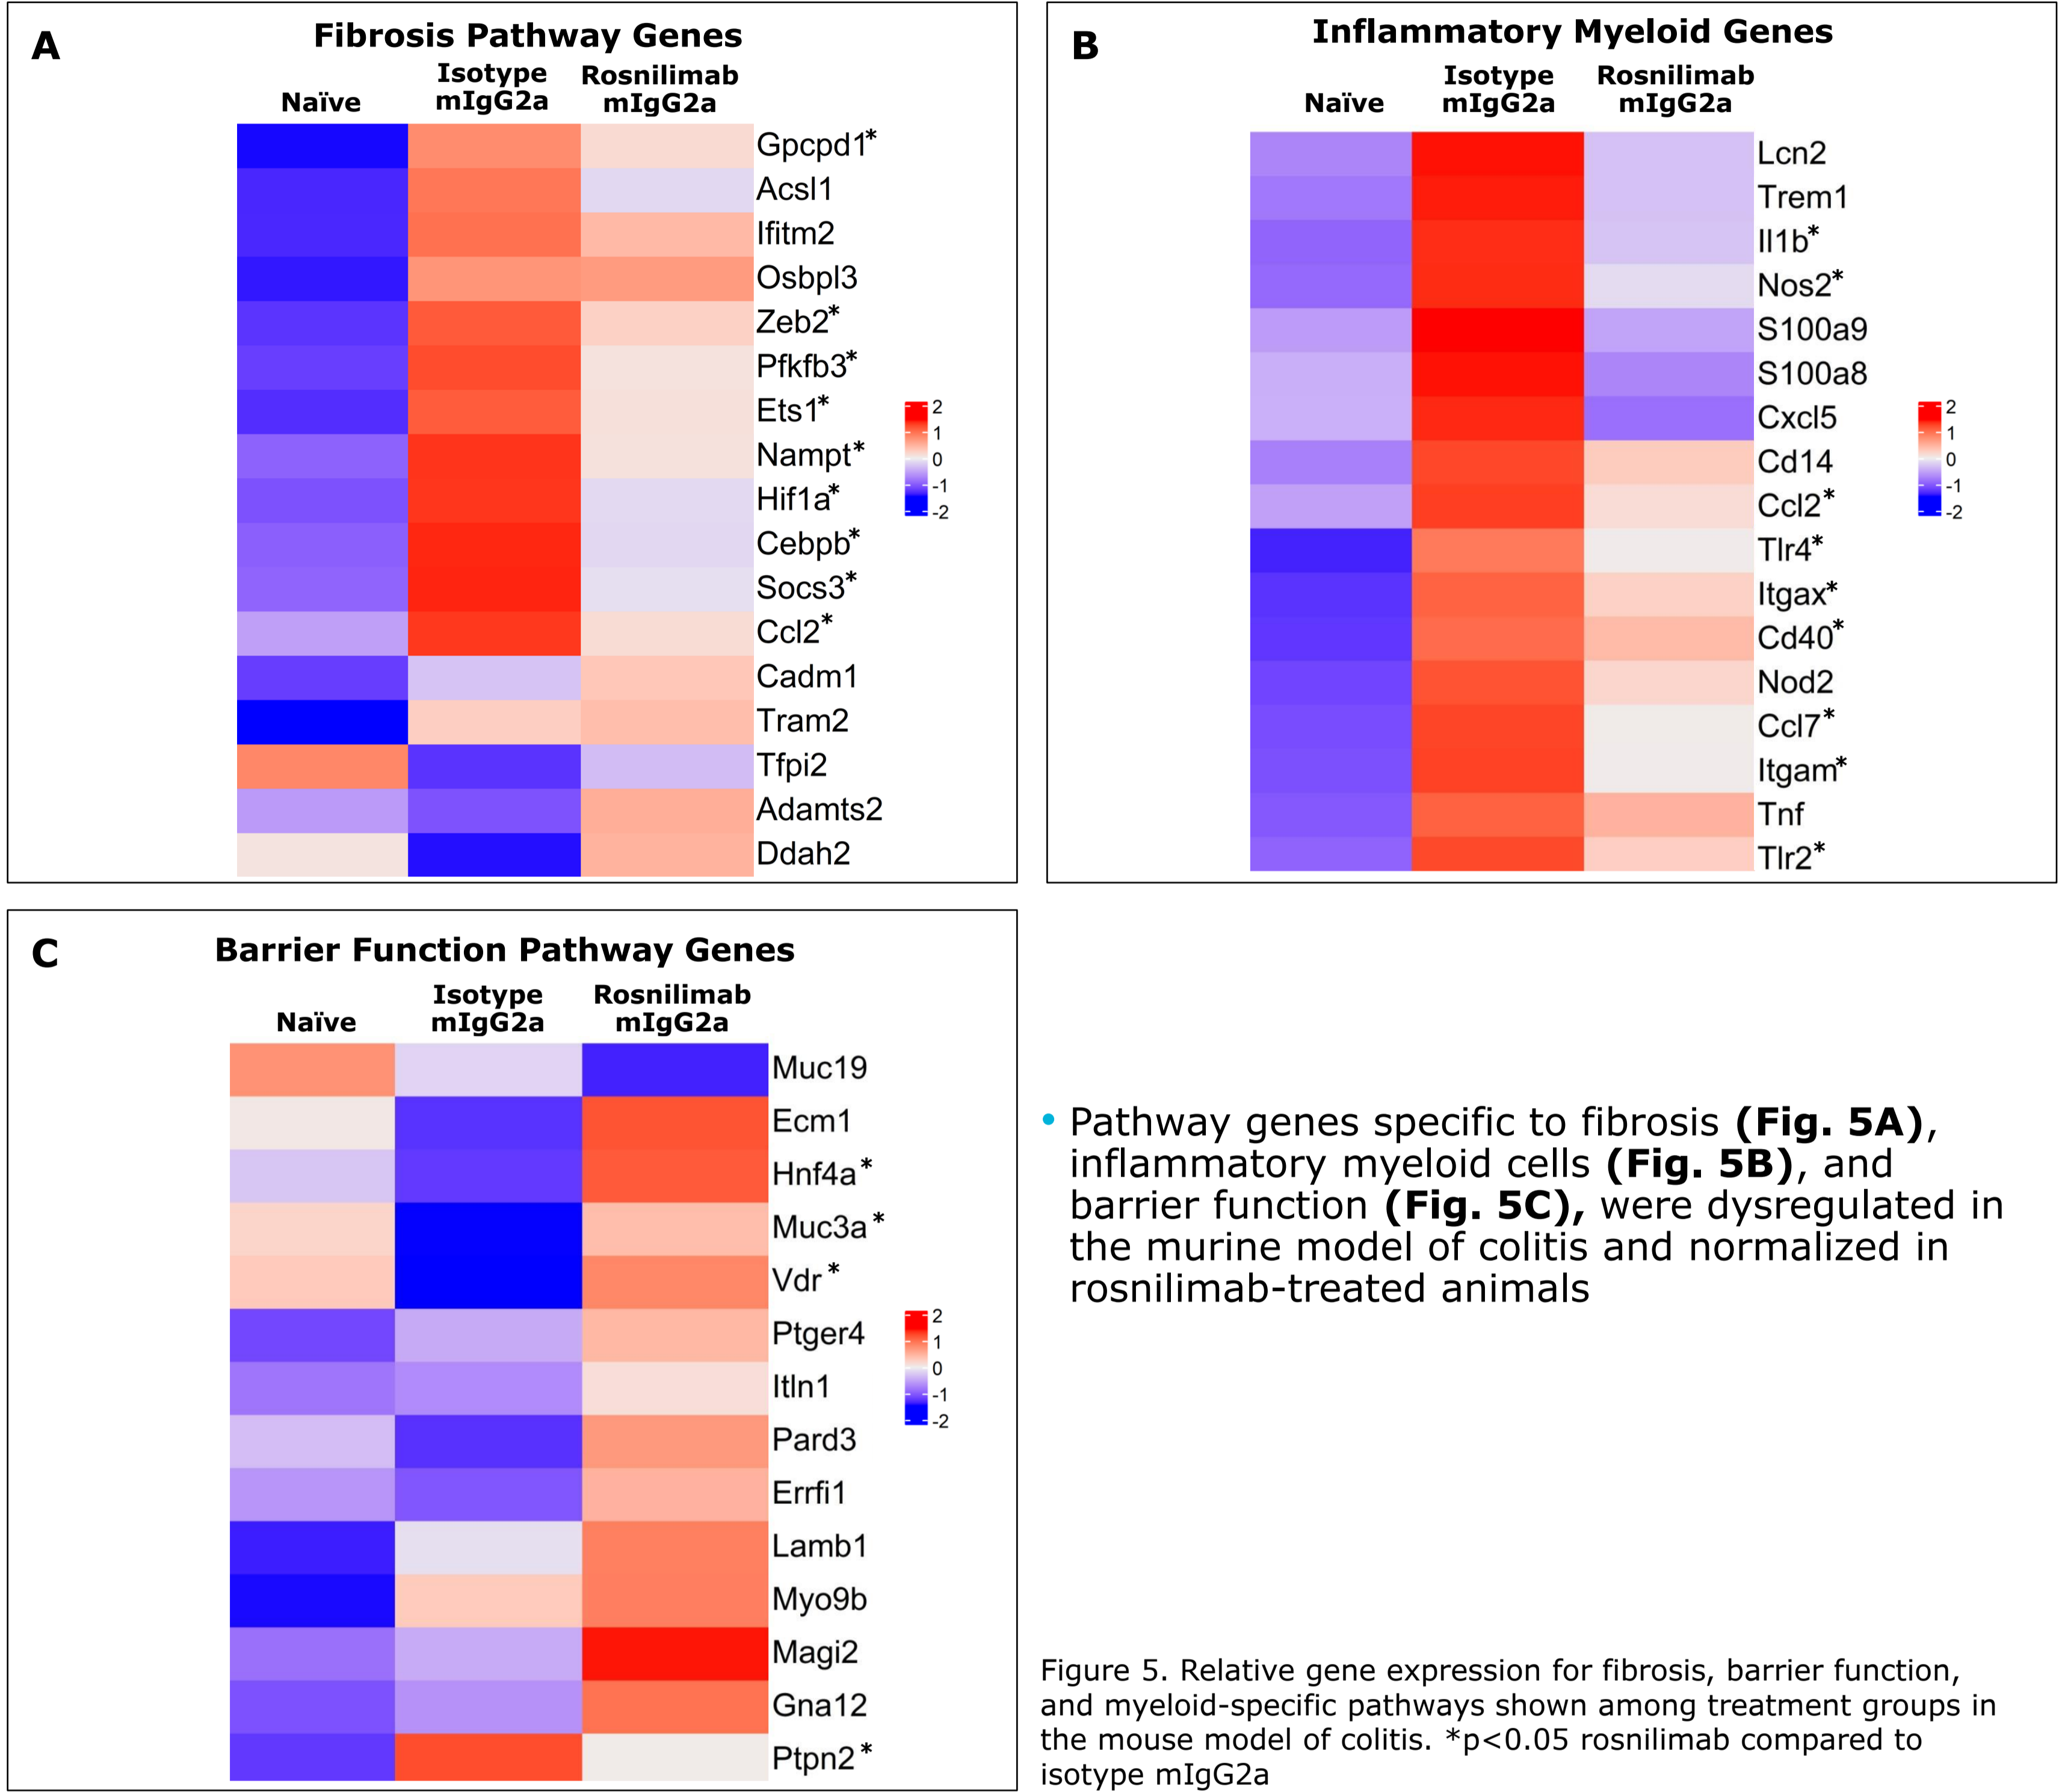 A
Fibrosis Pathway Genes
Naïve
Isotype
mIgG2a
Rosnilimab
mIgG2a
Gpcpd1*
Acsl1
Ifitm2
Osbpl3
Zeb2*
Pfkfb3*
Ets1*
Nampt*
Hif1a*
Cebpb*
Socs3*
Ccl2*
Cadm1
Tram2
Tfpi2
Adamts2
Ddah2
2
1
0
-1
-2
B
Inflammatory Myeloid Genes
Naïve
Isotype
mIgG2a
Rosnilimab
mIgG2a
Lcn2
Trem1
Il1b*
Nos2*
S100a9
S100a8
Cxcl5
Cd14
Ccl2*
Tlr4*
Itgax*
Cd40*
Nod2
Ccl7*
Itgam*
Tnf
Tlr2*
2
1
0
-1
-2
C
Barrier Function Pathway Genes
Naïve
Isotype
mIgG2a
Rosnilimab
mIgG2a
Muc19
Ecm1
Hnf4a*
Muc3a*
Vdr*
Ptger4
Itln1
Pard3
Errfi1
Lamb1
Myo9b
Magi2
Gna12
Ptpn2*
2
1
0
-1
-2
• Pathway genes specific to fibrosis (Fig. 5A),
inflammatory myeloid cells (Fig. 5B), and
barrier function (Fig. 5C), were dysregulated in
the murine model of colitis and normalized in
rosnilimab-treated animals
Figure 5. Relative gene expression for fibrosis, barrier function,
and myeloid-specific pathways shown among treatment groups in
the mouse model of colitis. *p<0.05 rosnilimab compared to
isotype mIgG2a